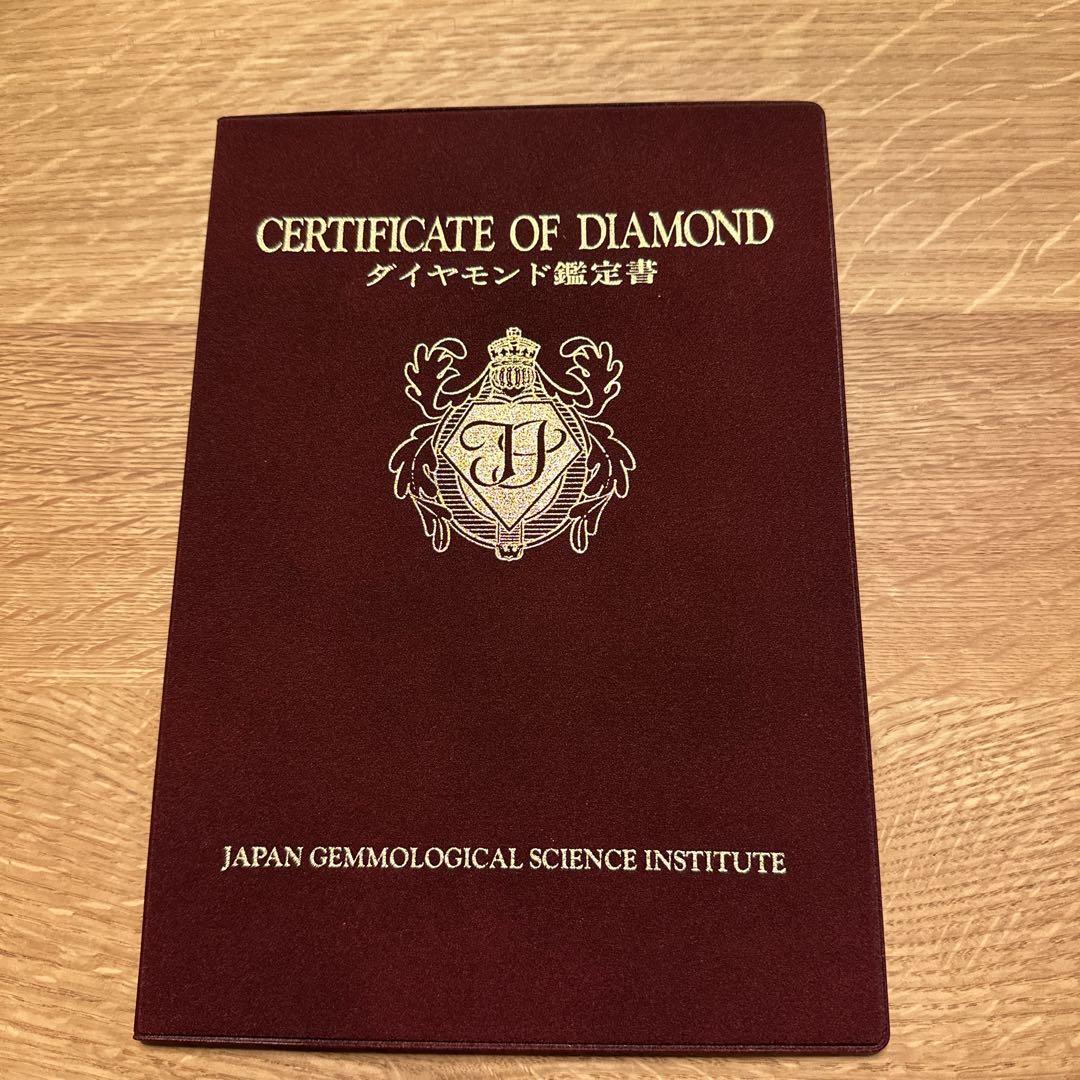 CERTIFICATE OF DIAMOND
ダイヤモンド鑑定書
JAPAN GEMMOLOGICAL SCIENCE INSTITUTE